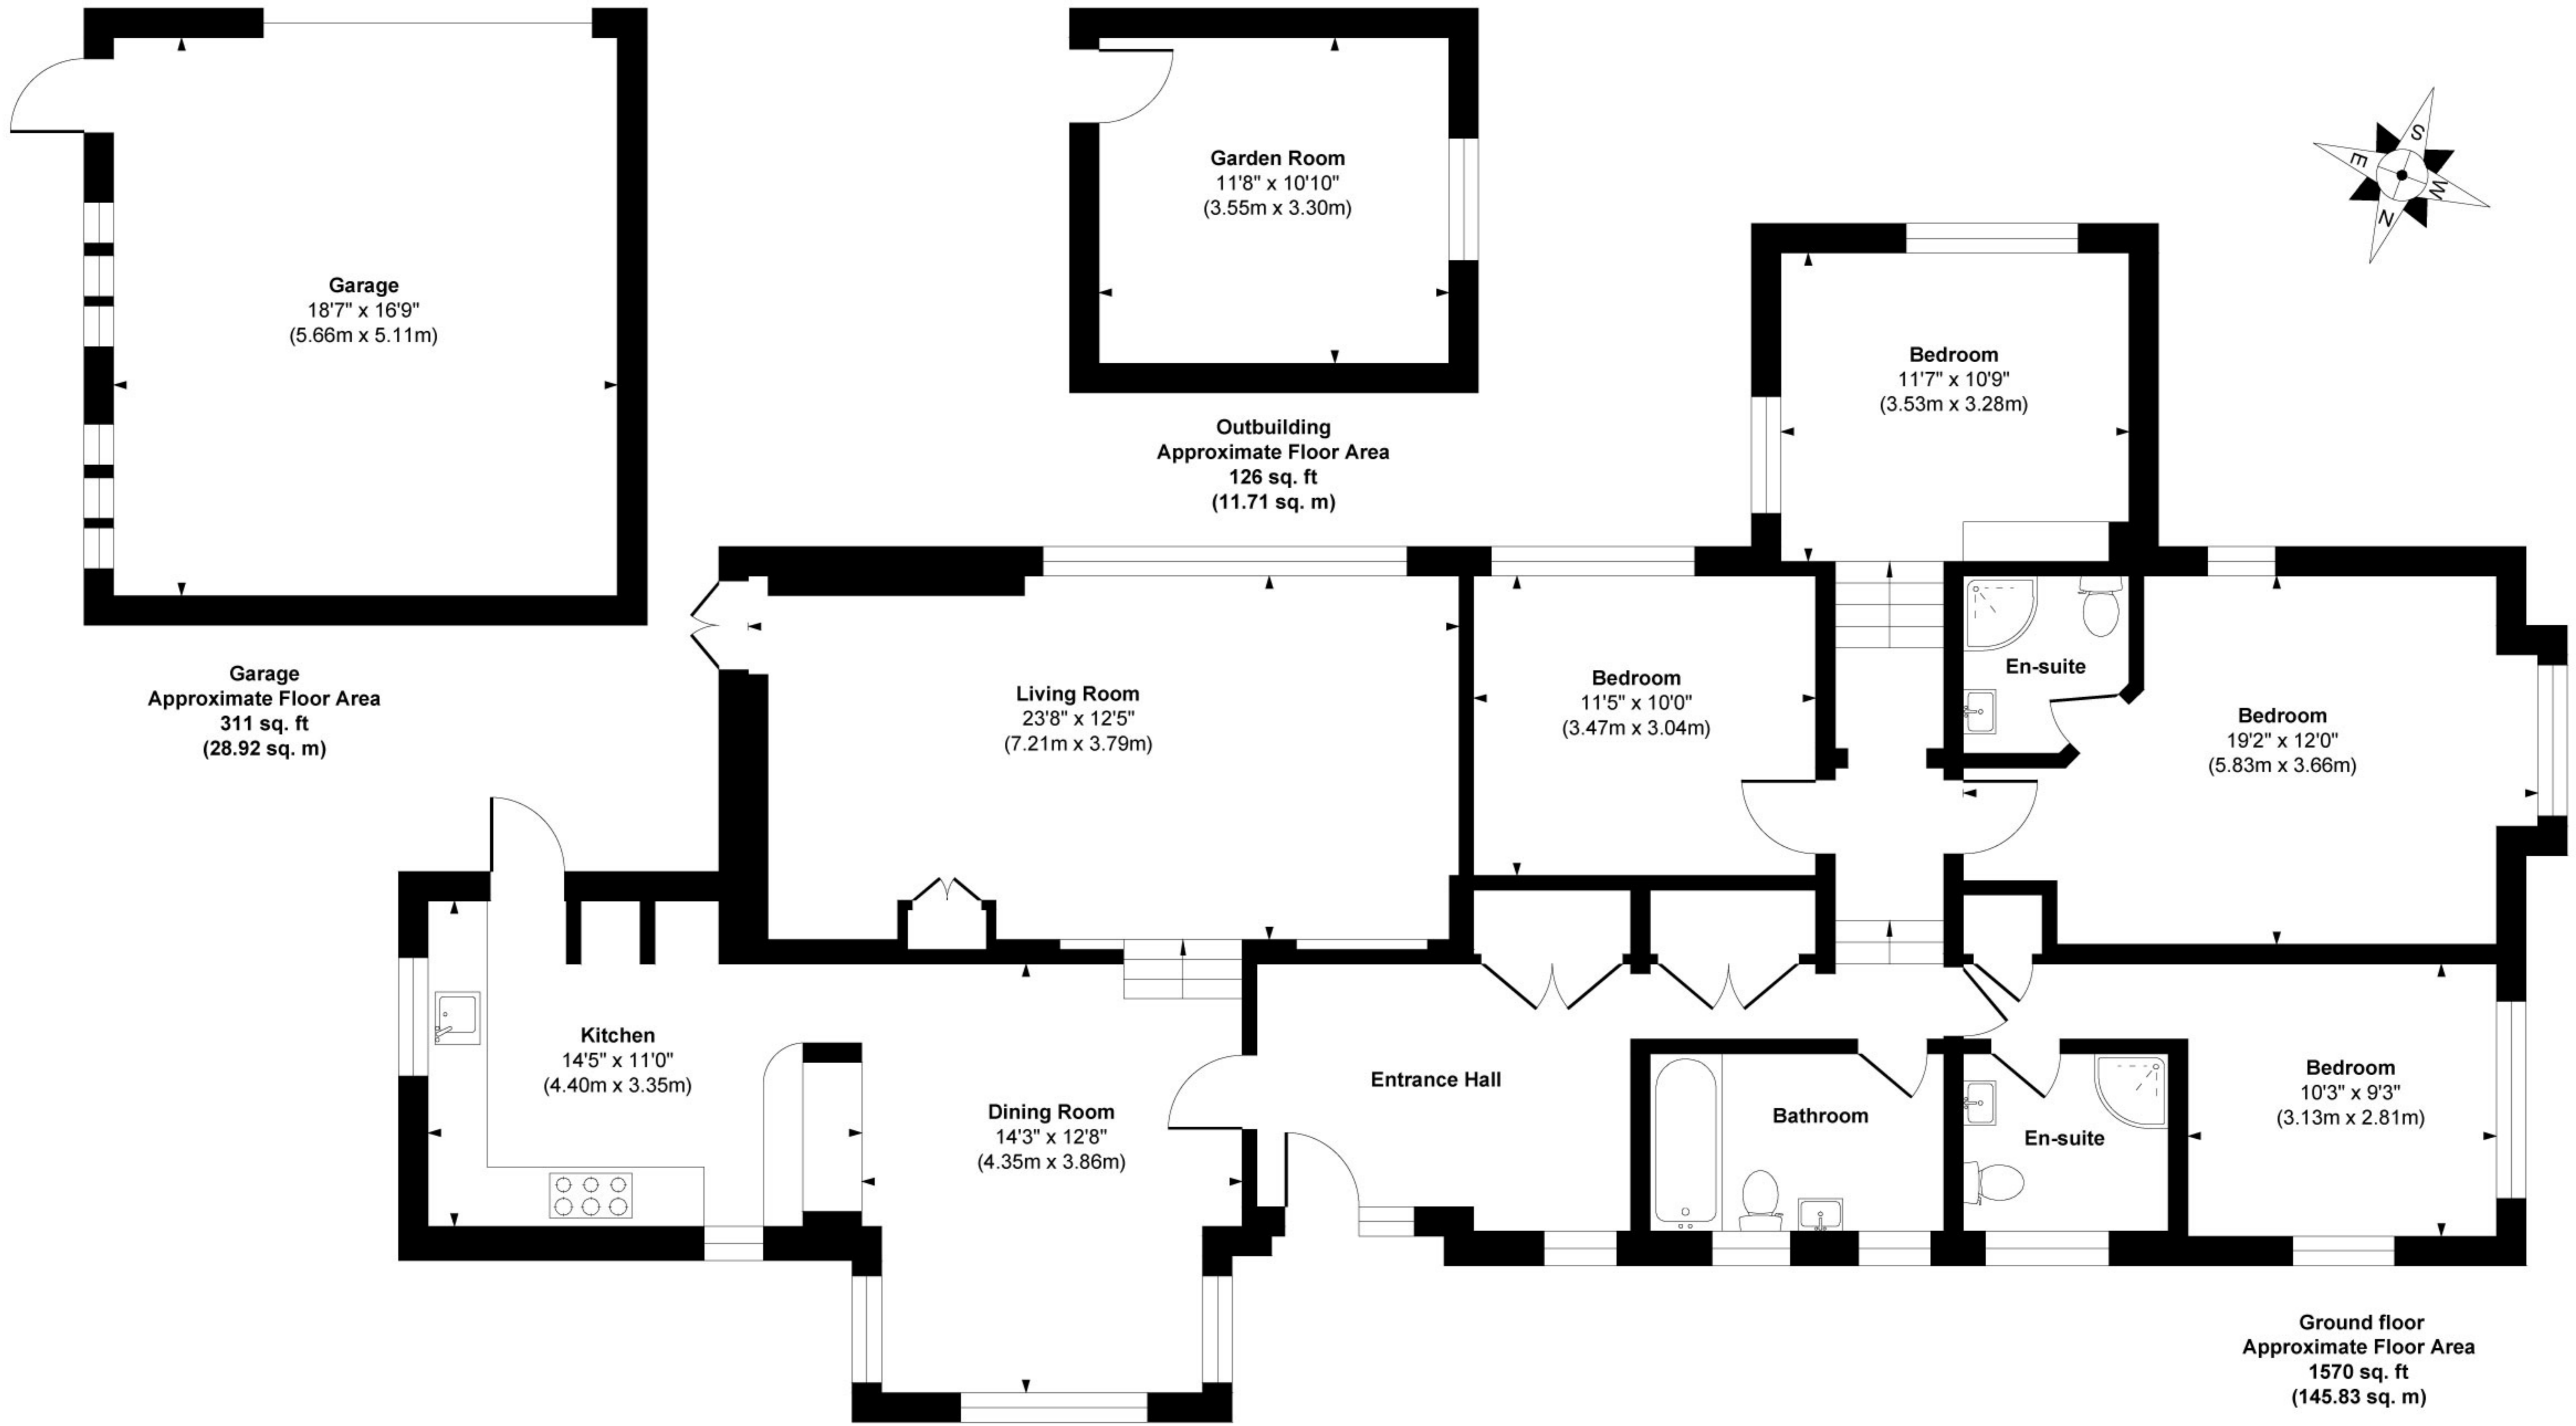 Garage
18'7" x 16'9"
(5.66m x 5.11m)
Garage
Approximate Floor Area
311 sq. ft
(28.92 sq. m)
Garden Room
11'8" x 10'10"
(3.55m x 3.30m)
Outbuilding
Approximate Floor Area
126 sq. ft
(11.71 sq. m)
S
E
W
N
Bedroom
11'7" x 10'9"
(3.53m x 3.28m)
Living Room
23'8" x 12'5"
(7.21m x 3.79m)
Bedroom
11'5" x 10'0"
(3.47m x 3.04m)
En-suite
Bedroom
19'2" x 12'0"
(5.83m x 3.66m)
Kitchen
14'5" x 11'0"
(4.40m x 3.35m)
Dining Room
14'3" x 12'8"
(4.35m x 3.86m)
Entrance Hall
Bathroom
En-suite
Bedroom
10'3" x 9'3"
(3.13m x 2.81m)
Ground floor
Approximate Floor Area
1570 sq. ft
(145.83 sq. m)